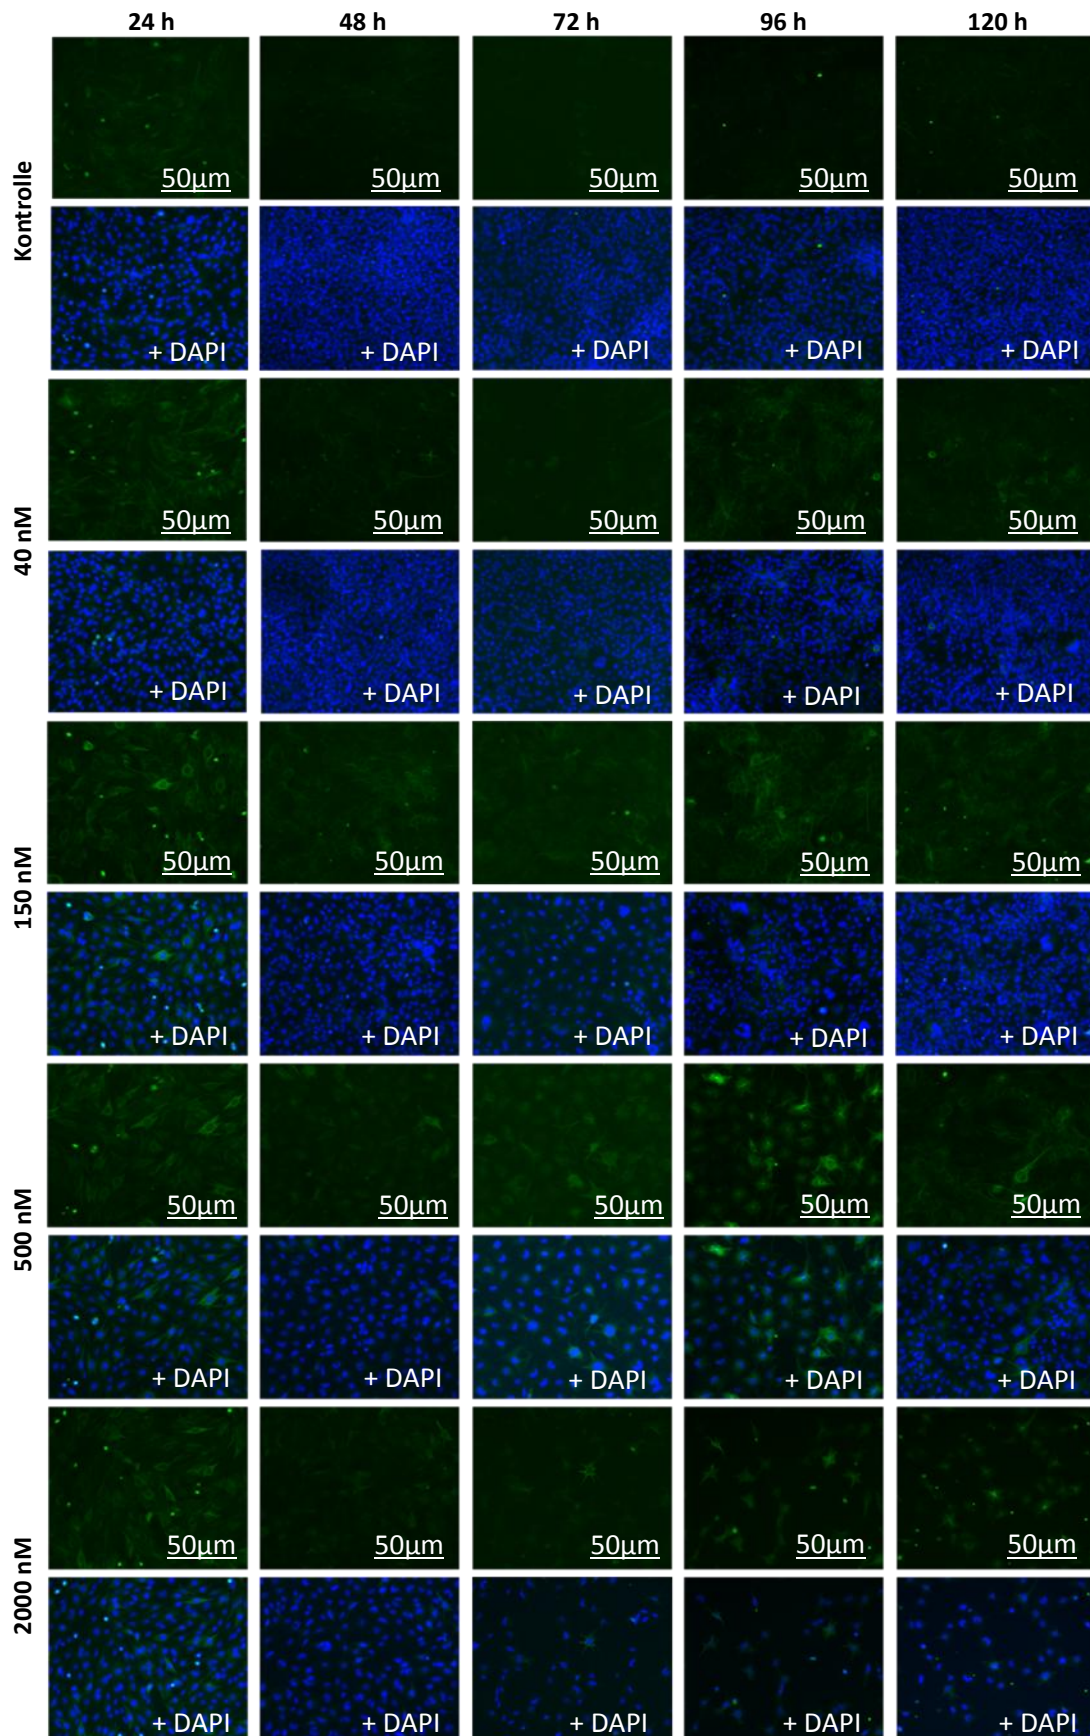 24 h 48 h 72 h 96 h 120 h
Kontrolle
50µm 50µm 50µm 50µm 50µm
+ DAPI + DAPI + DAPI + DAPI + DAPI
40 nM
50µm 50µm 50µm 50µm 50µm
+ DAPI + DAPI + DAPI + DAPI + DAPI
150 nM
50µm 50µm 50µm 50µm 50µm
+ DAPI + DAPI + DAPI + DAPI + DAPI
500 nM
50µm 50µm 50µm 50µm 50µm
+ DAPI + DAPI + DAPI + DAPI + DAPI
2000 nM
50µm 50µm 50µm 50µm 50µm
+ DAPI + DAPI + DAPI + DAPI + DAPI